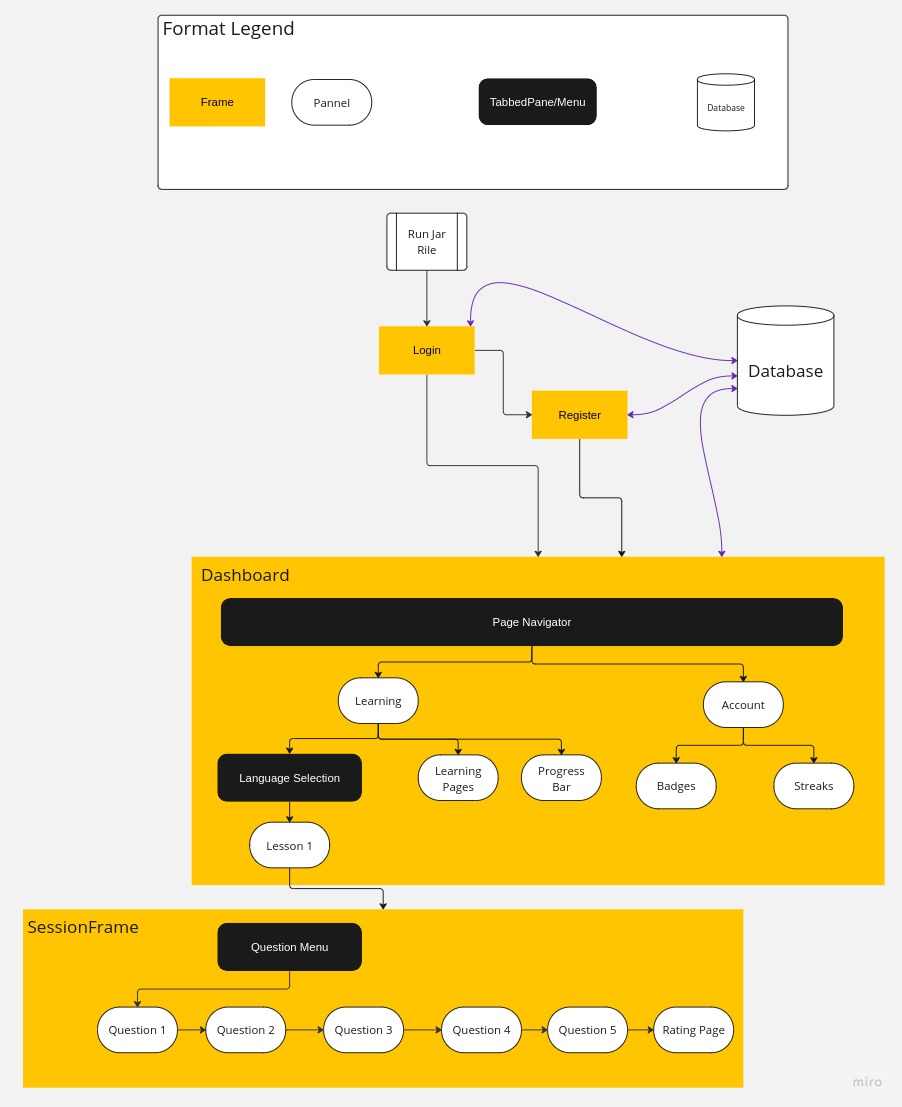 Format Legend
Frame
Pannel
TabbedPane/Menu
Database
Run Jar
Rile
Login
Register
Database
Dashboard
Page Navigator
Learning
Account
Language Selection
Learning
Pages
Progress
Bar
Badges
Streaks
Lesson 1
SessionFrame
Question Menu
Question 1
Question 2
Question 3
Question 4
Question 5
Rating Page
miro